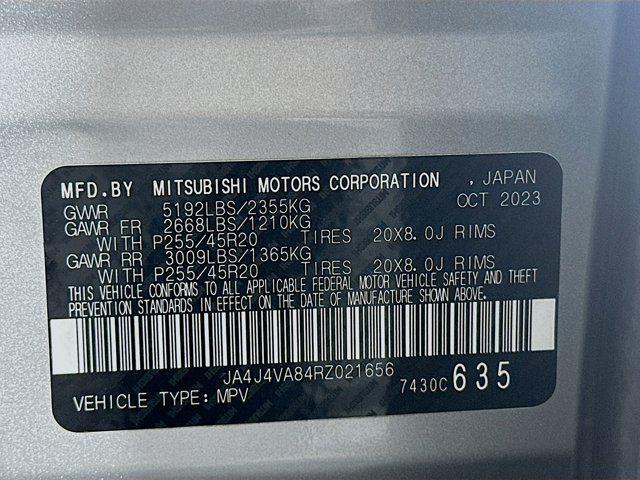 MFD.BY MITSUBISHI MOTORS CORPORATION , JAPAN
GVWR 5192LBS/2355KG OCT 2023
GAWR FR 2668LBS/1210KG
WITH P255/45R20 TIRES 20X8.0J RIMS
GAWR RR 3009LBS/1365KG
WITH P255/45R20 TIRES 20X8.0J RIMS
THIS VEHICLE CONFORMS TO ALL APPLICABLE FEDERAL MOTOR VEHICLE SAFETY AND THEFT
PREVENTION STANDARDS IN EFFECT ON THE DATE OF MANUFACTURE SHOWN ABOVE.
JA4J4VA84RZ021656
VEHICLE TYPE: MPV 7430C 635